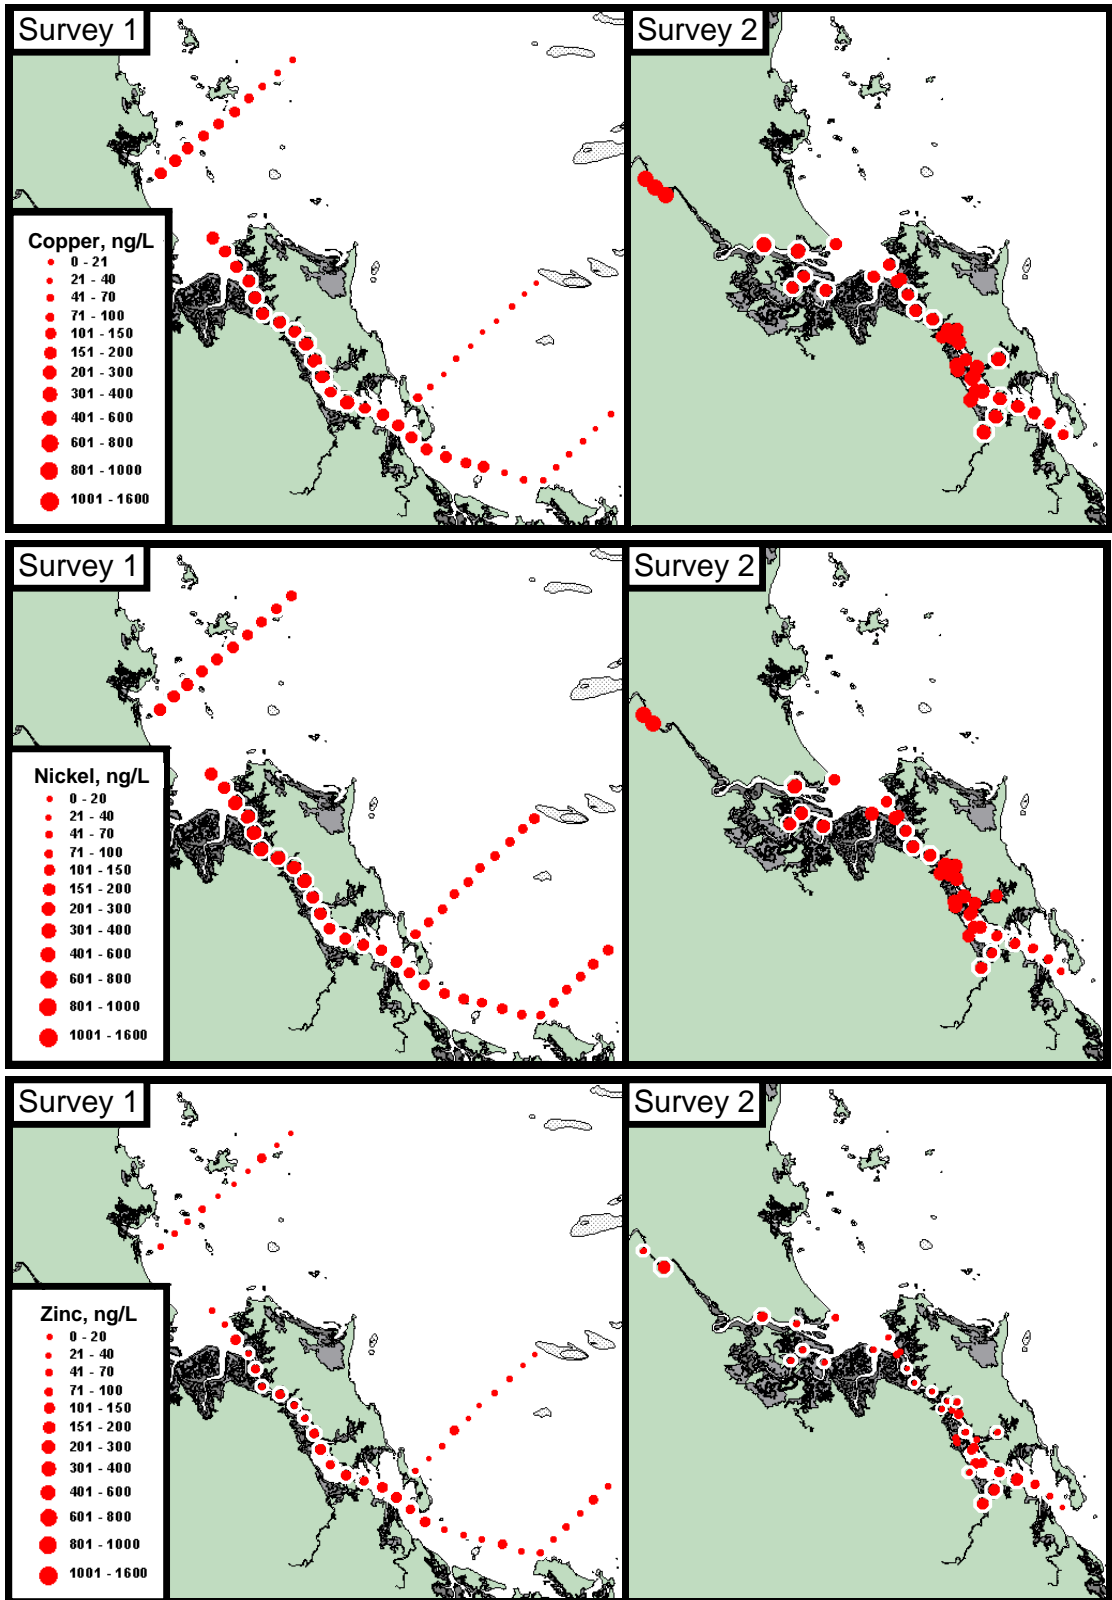 Survey 1
Survey 2
Copper, ng/L
0 - 21
21 - 40
41 - 70
71 - 100
101 - 150
151 - 200
201 - 300
301 - 400
401 - 600
601 - 800
801 - 1000
1001 - 1600
Survey 1
Survey 2
Nickel, ng/L
0 - 20
21 - 40
41 - 70
71 - 100
101 - 150
151 - 200
201 - 300
301 - 400
401 - 600
601 - 800
801 - 1000
1001 - 1600
Survey 1
Survey 2
Zinc, ng/L
0 - 20
21 - 40
41 - 70
71 - 100
101 - 150
151 - 200
201 - 300
301 - 400
401 - 600
601 - 800
801 - 1000
1001 - 1600